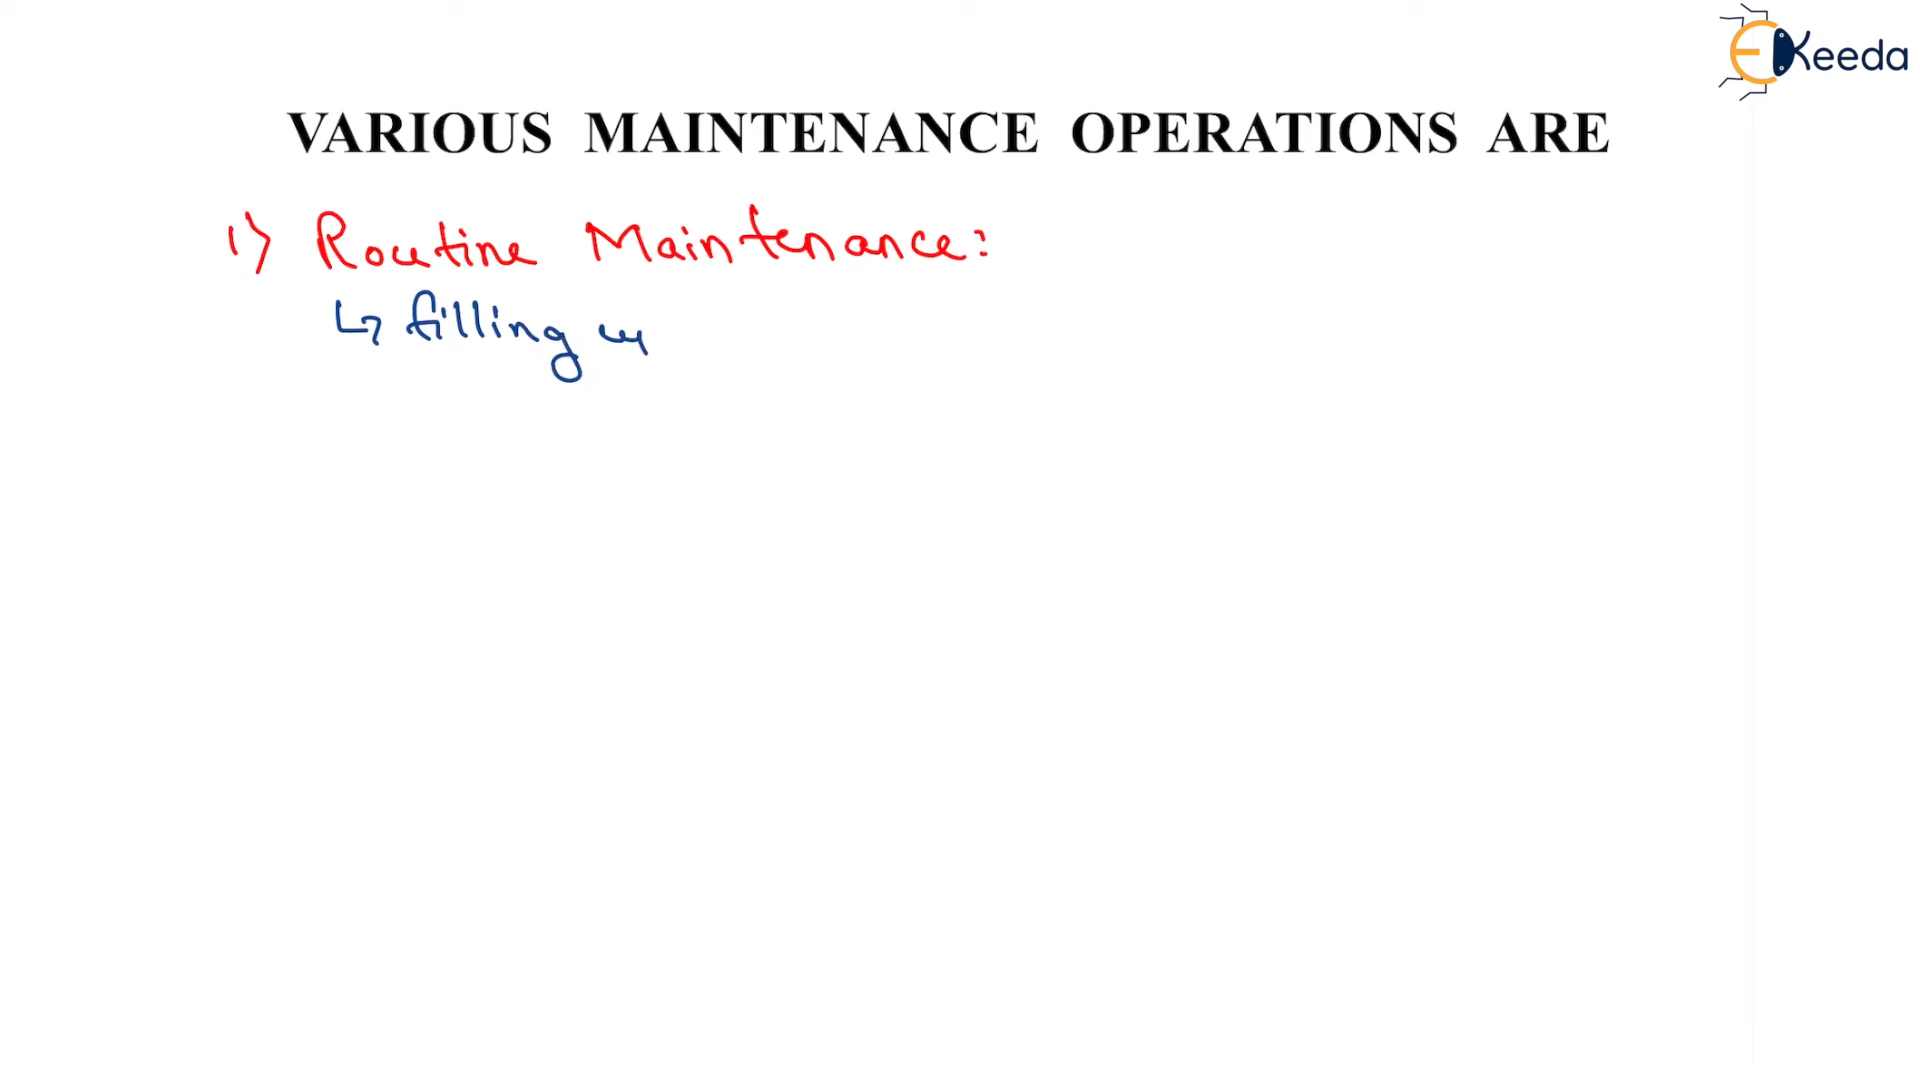 EKeeda
VARIOUS MAINTENANCE OPERATIONS ARE
1) Routine Maintenance:
↳ filling